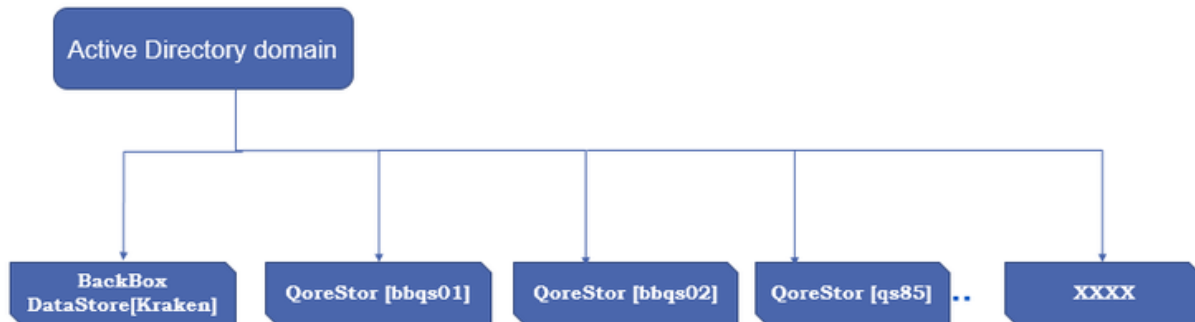 Active Directory domain
BackBox
DataStore[Kraken]
QoreStor [bbqs01]
QoreStor [bbqs02]
QoreStor [qs85]
..
XXXX